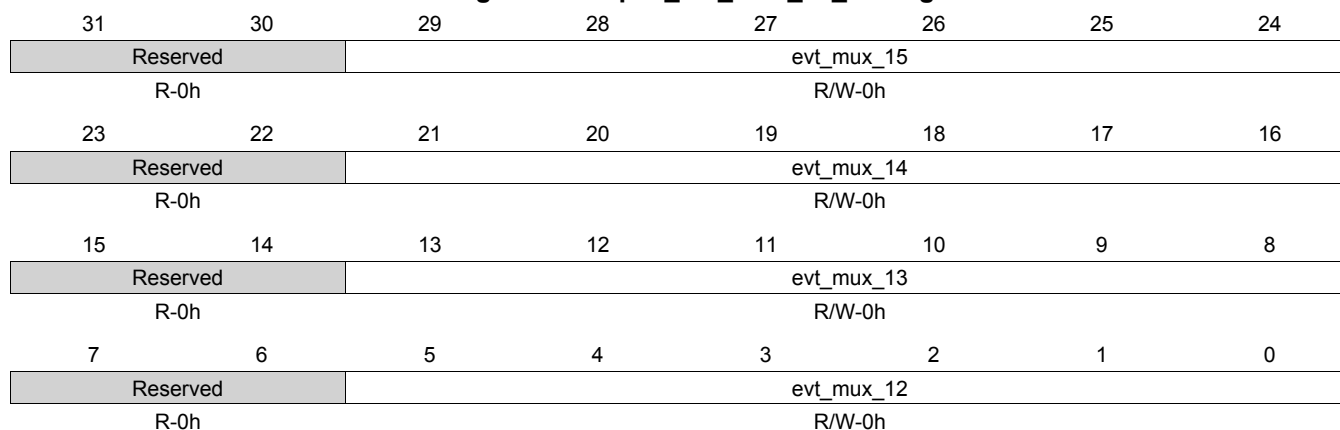 31 30 29 28 27 26 25 24
Reserved evt_mux_15
R-0h R/W-0h
23 22 21 20 19 18 17 16
Reserved evt_mux_14
R-0h R/W-0h
15 14 13 12 11 10 9 8
Reserved evt_mux_13
R-0h R/W-0h
7 6 5 4 3 2 1 0
Reserved evt_mux_12
R-0h R/W-0h